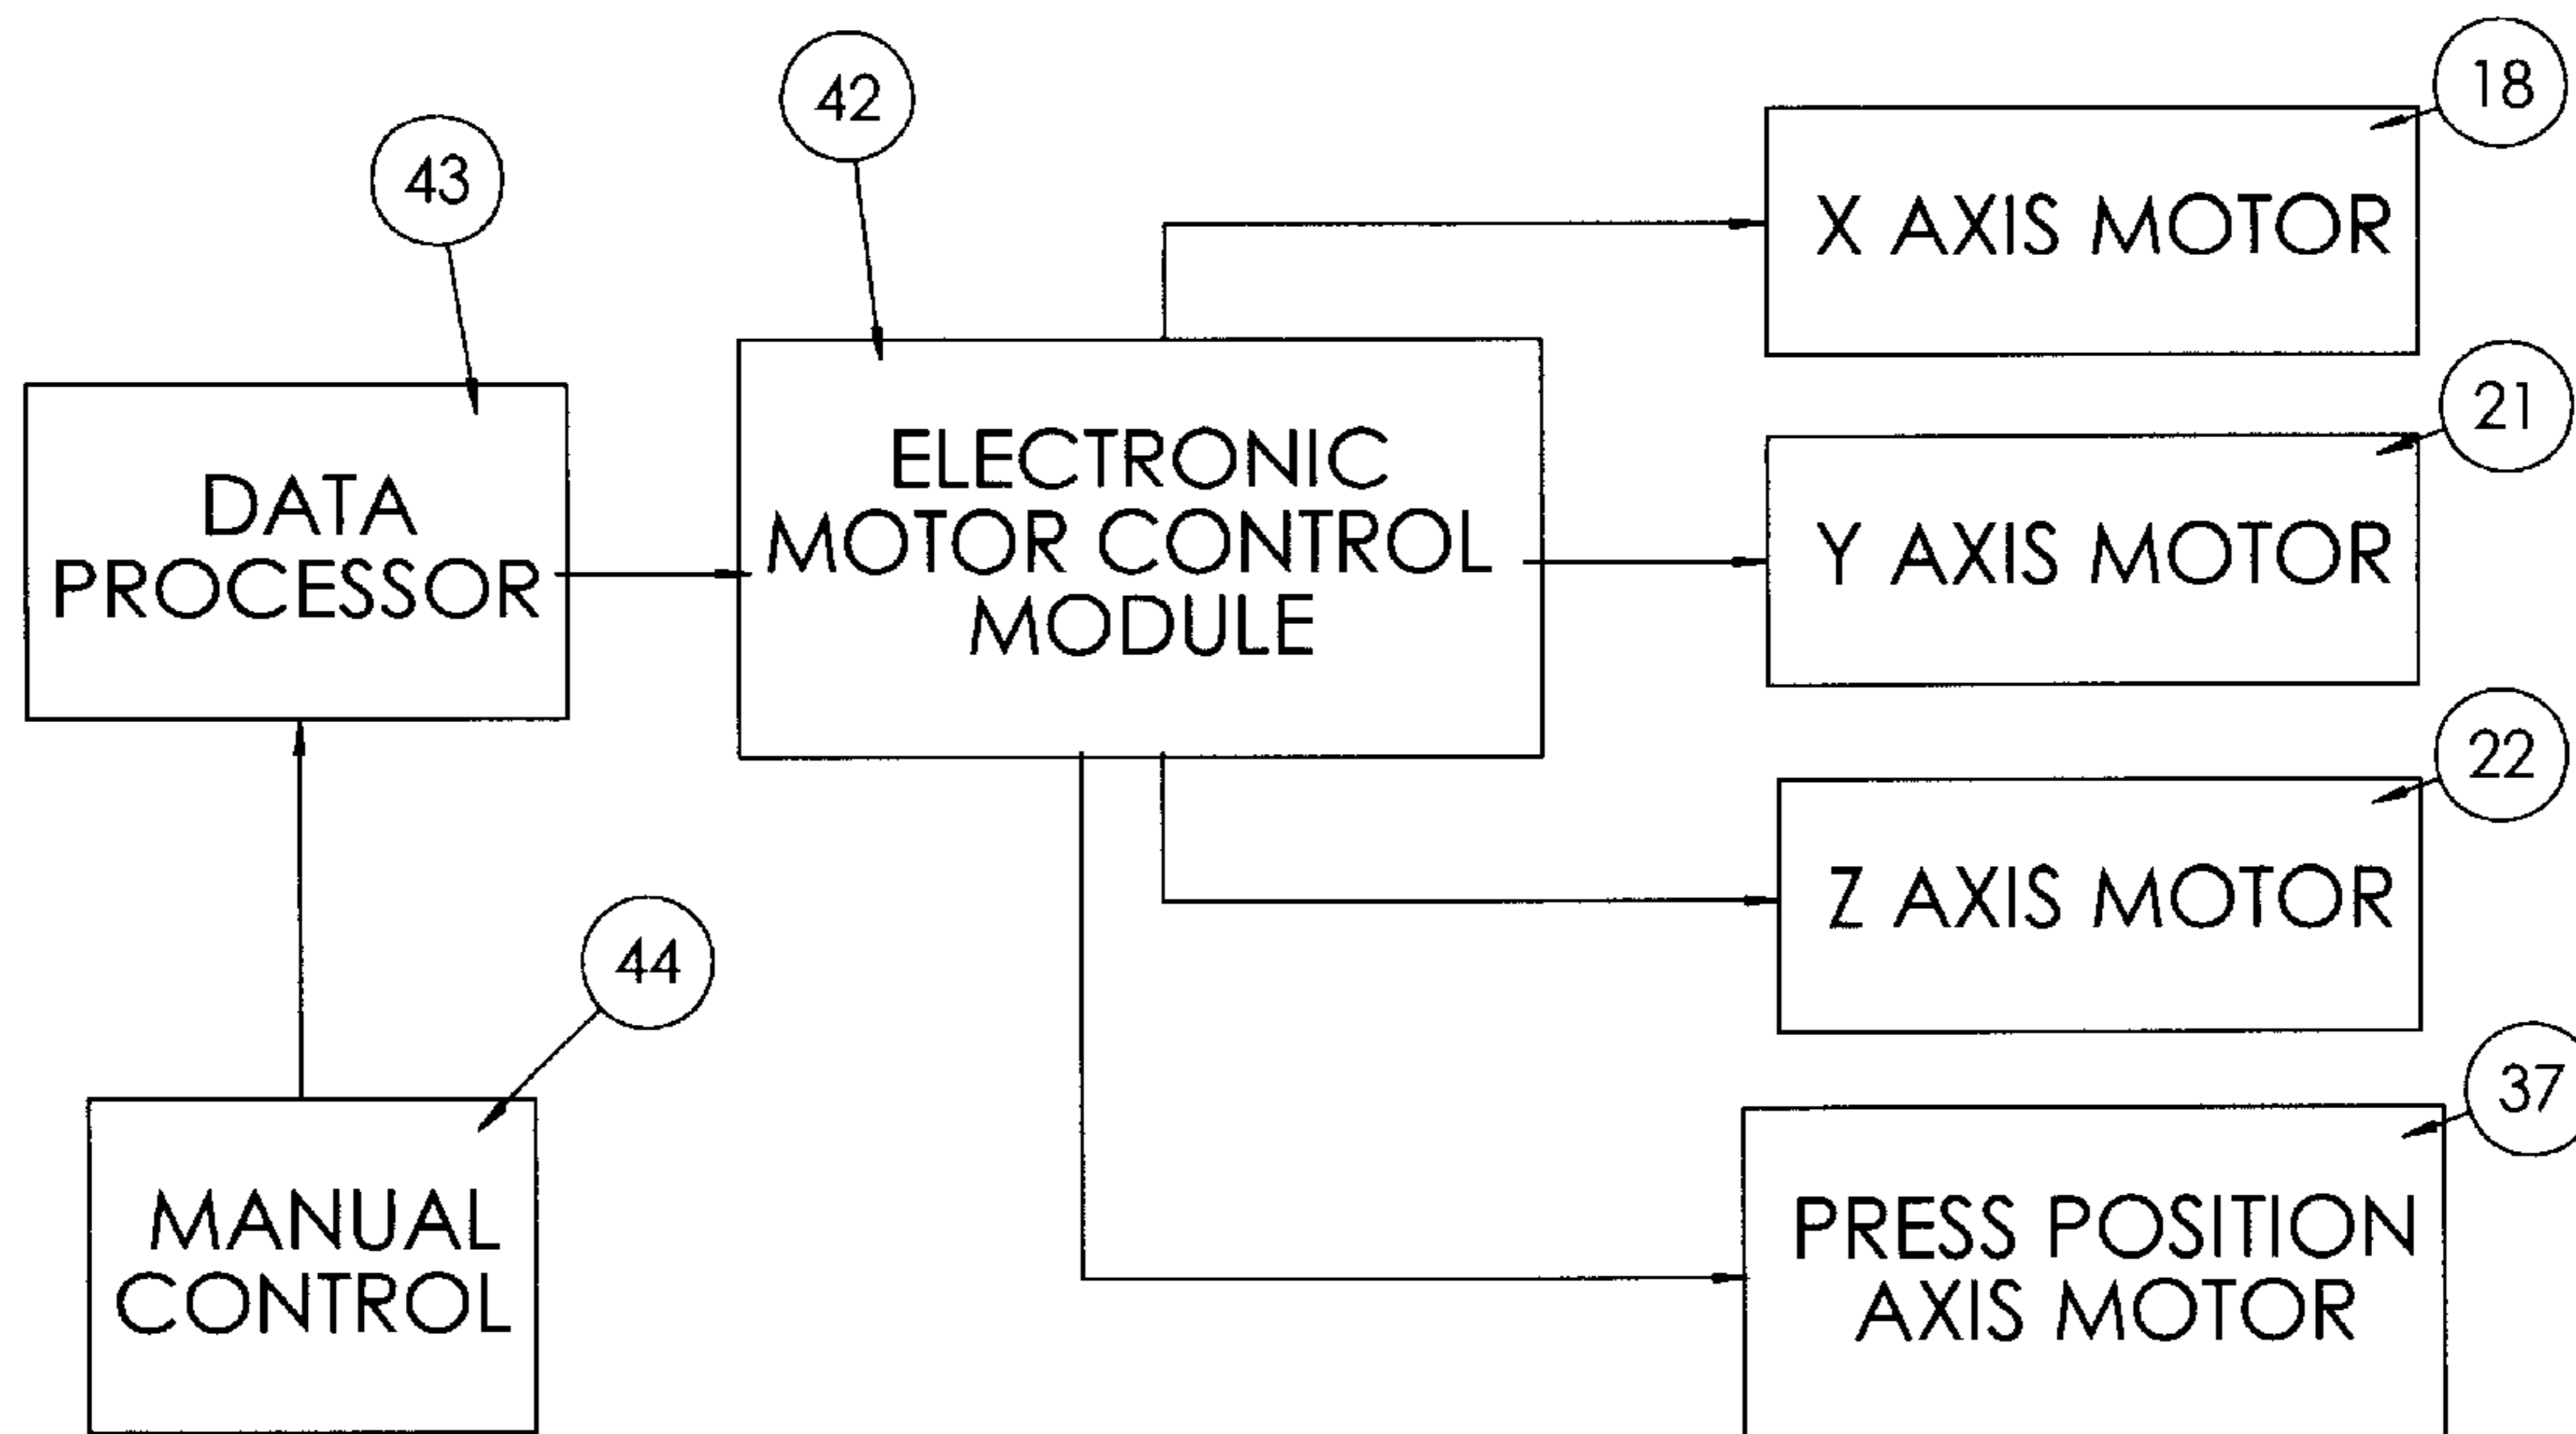 42
18
43
X AXIS MOTOR
21
ELECTRONIC
MOTOR CONTROL
MODULE
DATA
PROCESSOR
Y AXIS MOTOR
22
Z AXIS MOTOR
44
37
MANUAL
CONTROL
PRESS POSITION
AXIS MOTOR